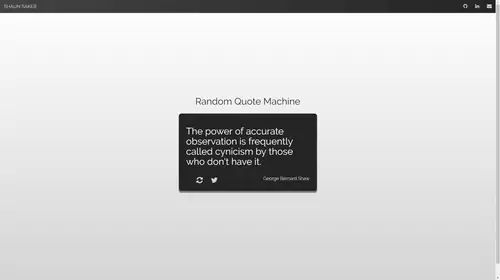 SHAUN BAKER
Random Quote Machine
The power of accurate
observation is frequently
called cynicism by those
who don't have it.
George Bernard Shaw